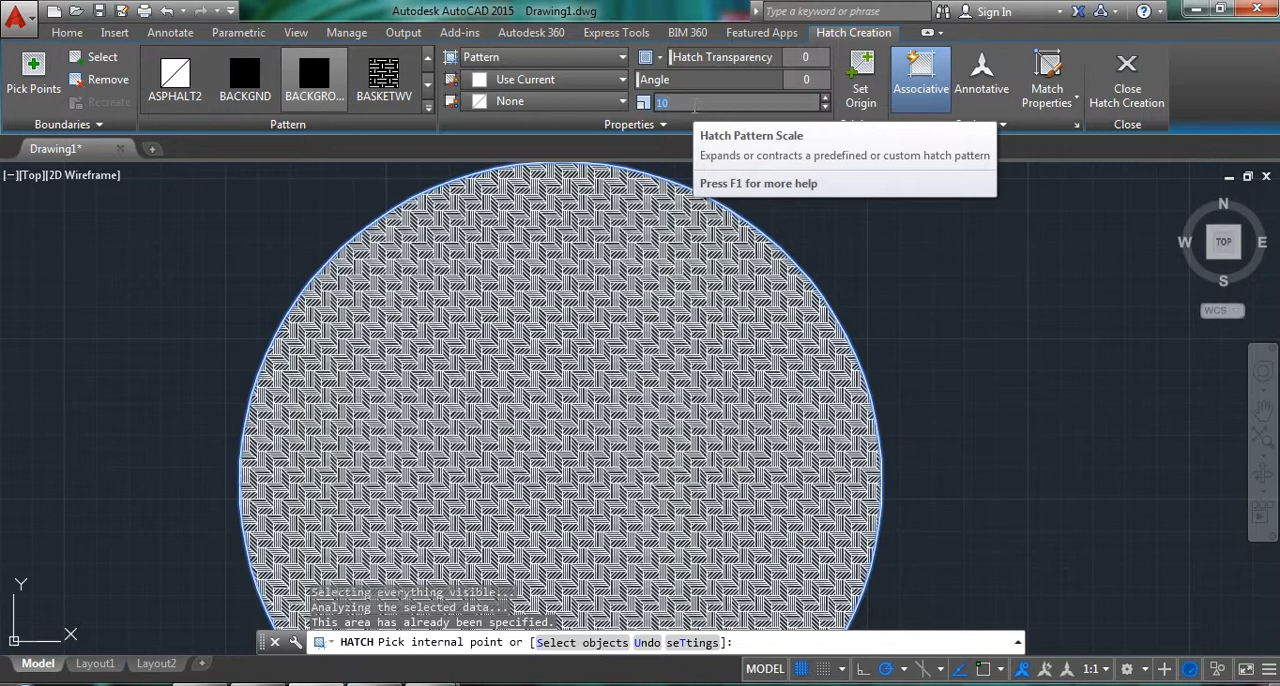 Autodesk AutoCAD 2015 Drawing1.dwg
Type a keyword or phrase
Sign In
Home Insert Annotate Parametric View Manage Output Add-ins Autodesk 360 Express Tools BIM 360 Featured Apps Hatch Creation
Pick Points
Select
Remove
Recreate
Boundaries
ASPHALT2
BACKGND
BACKGRO...
BASKETWV
Pattern
Pattern
Use Current
None
Hatch Transparency 0
Angle 0
10
Properties
Set
Origin
Associative
Annotative
Match
Properties
Close
Hatch Creation
Close
Hatch Pattern Scale
Expands or contracts a predefined or custom hatch pattern
Press F1 for more help
Drawing1*
[−][Top][2D Wireframe]
N
W TOP E
S
WCS
Y
X
Selecting everything visible...
Analyzing the selected data...
This area has already been specified.
HATCH Pick internal point or [Select objects Undo seTtings]:
Model Layout1 Layout2 +
MODEL
1:1